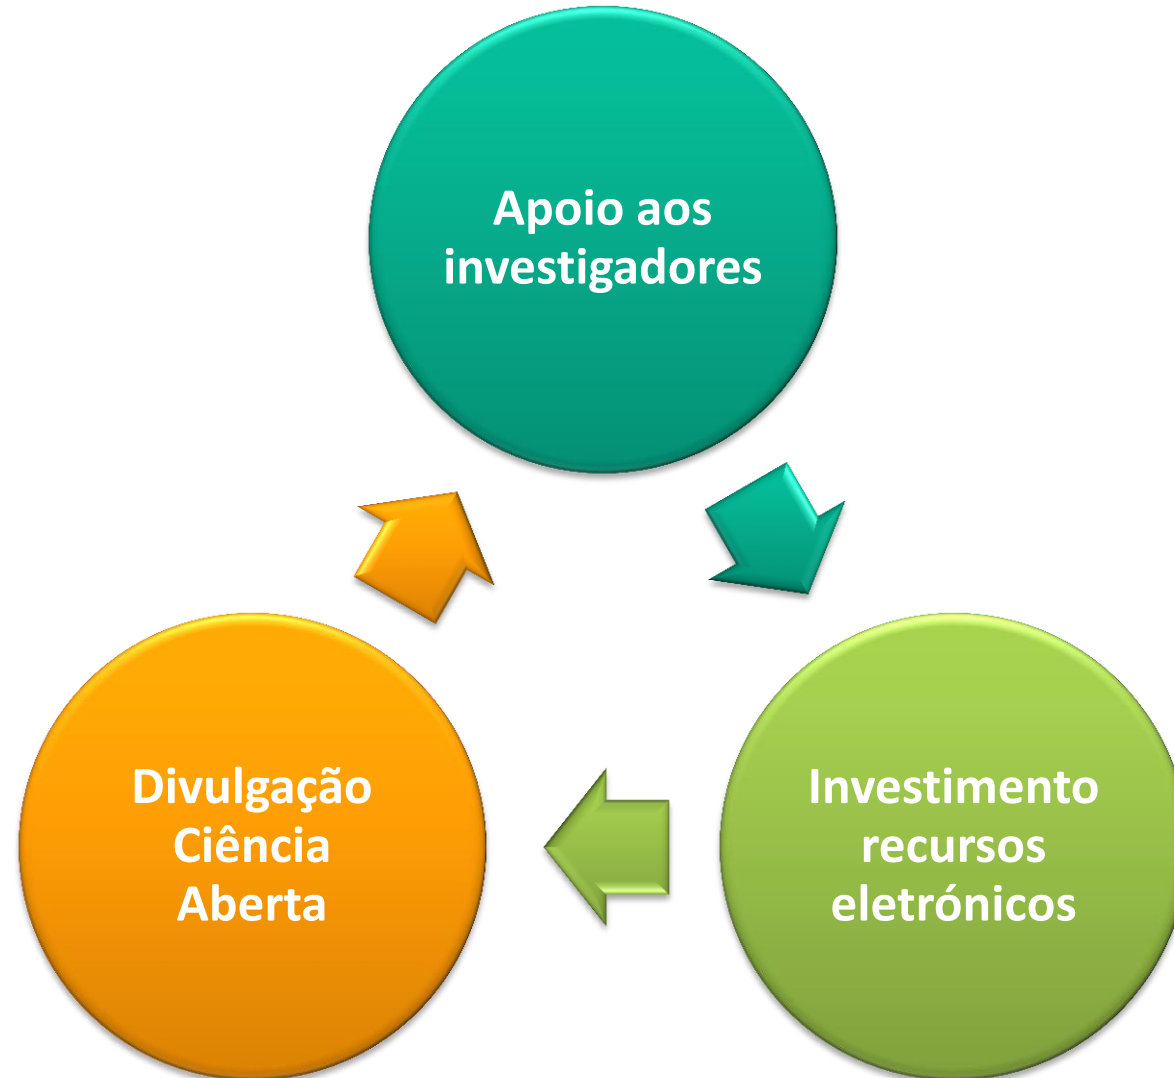 Apoio aos
investigadores
Investimento
recursos
eletrónicos
Divulgação
Ciência
Aberta